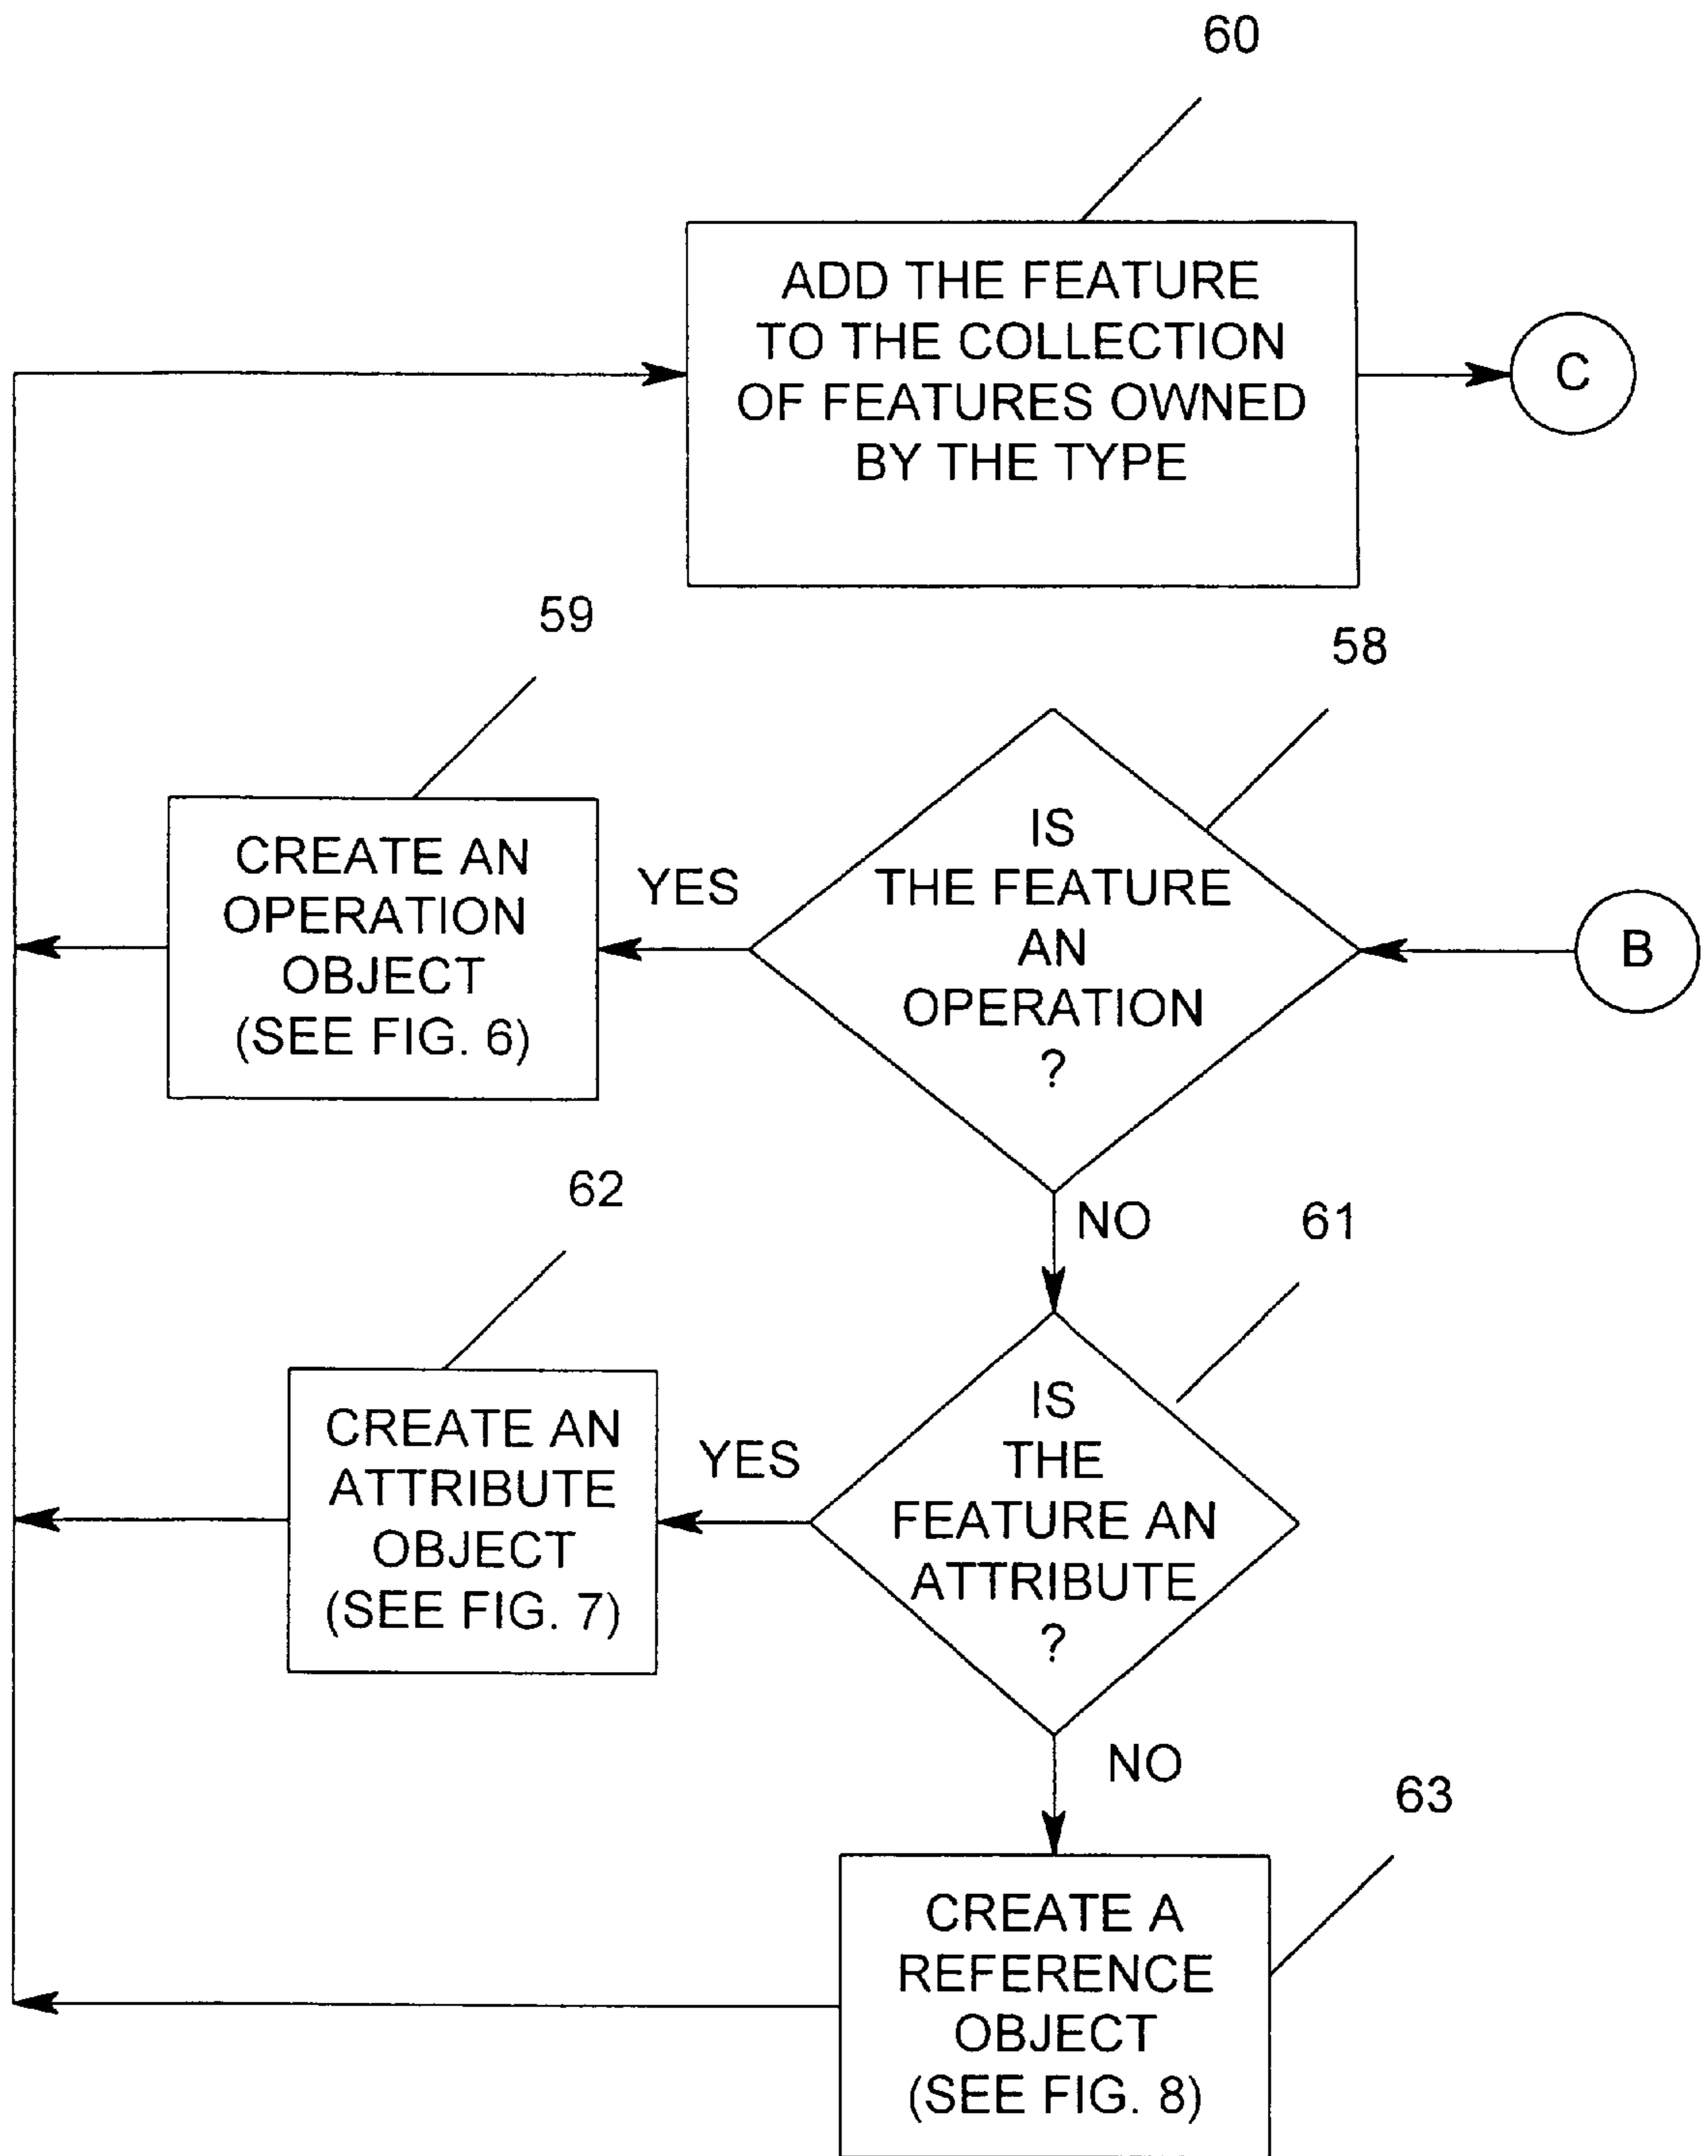 60
ADD THE FEATURE
TO THE COLLECTION
OF FEATURES OWNED
BY THE TYPE
C
59
58
CREATE AN
OPERATION
OBJECT
(SEE FIG. 6)
YES
IS
THE FEATURE
AN
OPERATION
?
B
NO
62
61
CREATE AN
ATTRIBUTE
OBJECT
(SEE FIG. 7)
YES
IS
THE
FEATURE AN
ATTRIBUTE
?
NO
63
CREATE A
REFERENCE
OBJECT
(SEE FIG. 8)